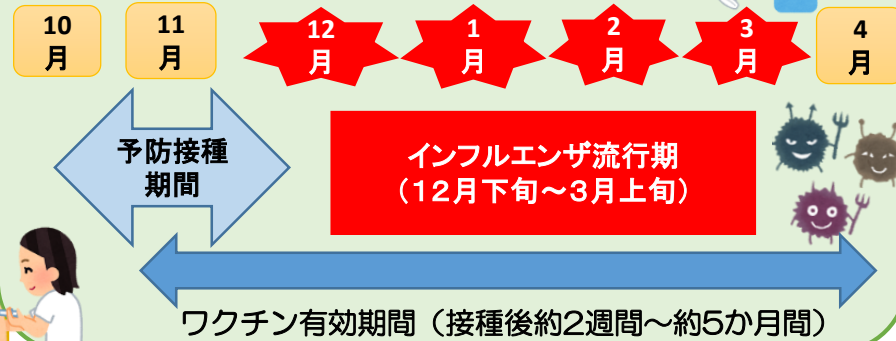 10
月
11
月
12
月
1
月
2
月
3
月
4
月
予防接種
期間
インフルエンザ流行期
（１２月下旬～３月上旬）
ワクチン有効期間（接種後約2週間～約5か月間）